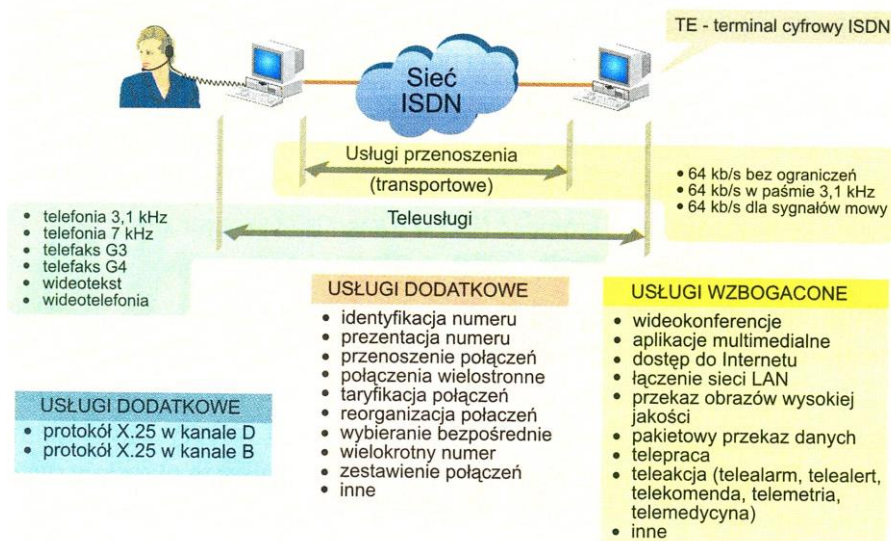 TE - terminal cyfrowy ISDN
Sieć
ISDN
Usługi przenoszenia
(transportowe)
• 64 kb/s bez ograniczeń
• 64 kb/s w paśmie 3,1 kHz
• 64 kb/s dla sygnałów mowy
Teleusługi
• telefonia 3,1 kHz
• telefonia 7 kHz
• telefaks G3
• telefaks G4
• wideotekst
• wideotelefonia
USŁUGI DODATKOWE
• protokół X.25 w kanale D
• protokół X.25 w kanale B
USŁUGI DODATKOWE
• identyfikacja numeru
• prezentacja numeru
• przenoszenie połączeń
• połączenia wielostronne
• taryfikacja połączeń
• reorganizacja połaczeń
• wybieranie bezpośrednie
• wielokrotny numer
• zestawienie połączeń
• inne
USŁUGI WZBOGACONE
• wideokonferencje
• aplikacje multimedialne
• dostęp do Internetu
• łączenie sieci LAN
• przekaz obrazów wysokiej
jakości
• pakietowy przekaz danych
• telepraca
• teleakcja (telealarm, telealert,
telekomenda, telemetria,
telemedycyna)
• inne